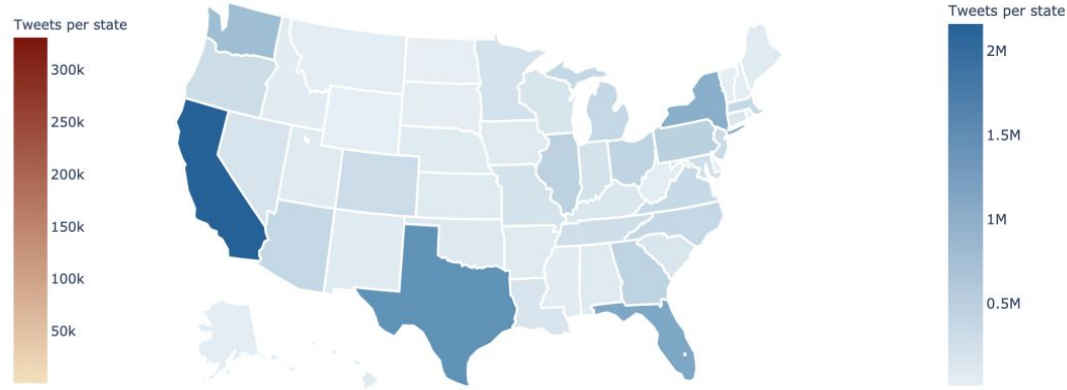 Tweets per state
300k
250k
200k
150k
100k
50k
Tweets per state
2M
1.5M
1M
0.5M